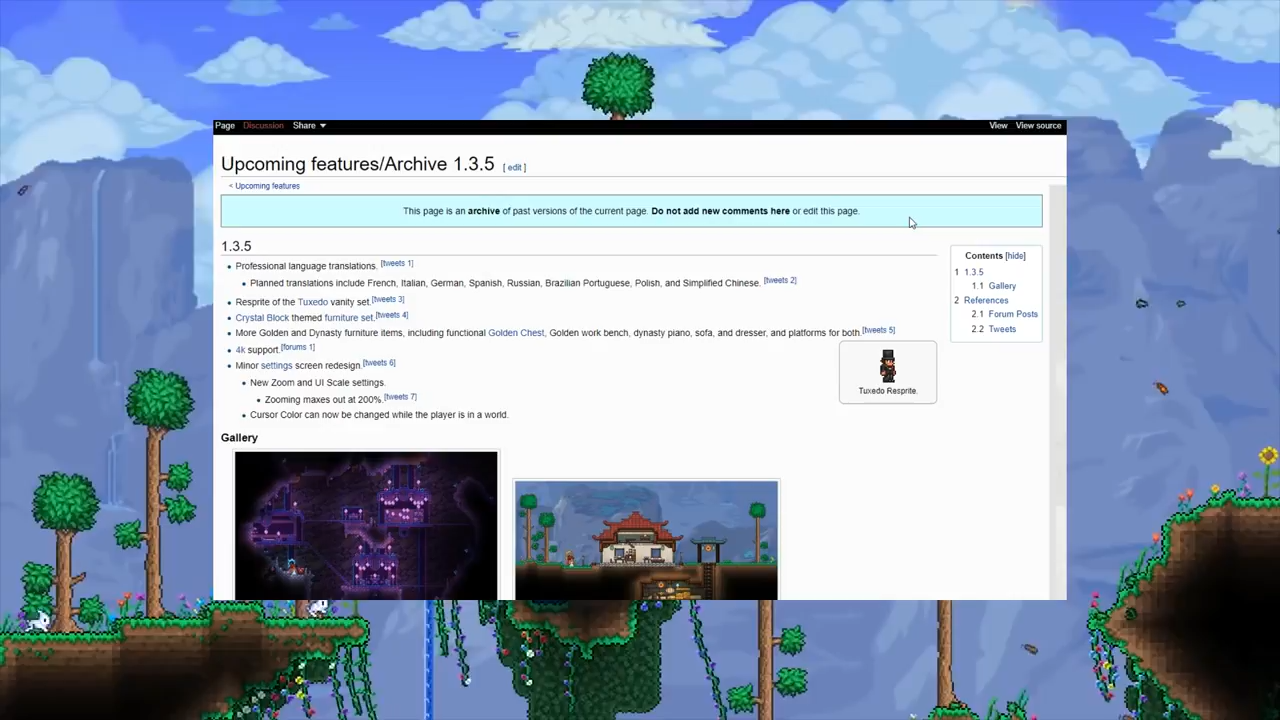 Page Discussion Share View View source
Upcoming features/Archive 1.3.5 [ edit ]
< Upcoming features
This page is an archive of past versions of the current page. Do not add new comments here or edit this page.
1.3.5
Professional language translations. [tweets 1]
Planned translations include French, Italian, German, Spanish, Russian, Brazilian Portuguese, Polish, and Simplified Chinese. [tweets 2]
Resprite of the Tuxedo vanity set.[tweets 3]
Crystal Block themed furniture set.[tweets 4]
More Golden and Dynasty furniture items, including functional Golden Chest, Golden work bench, dynasty piano, sofa, and dresser, and platforms for both.[tweets 5]
4k support.[forums 1]
Minor settings screen redesign.[tweets 6]
New Zoom and UI Scale settings.
Zooming maxes out at 200%.[tweets 7]
Cursor Color can now be changed while the player is in a world.
Tuxedo Resprite.
Contents [hide]
1 1.3.5
1.1 Gallery
2 References
2.1 Forum Posts
2.2 Tweets
Gallery